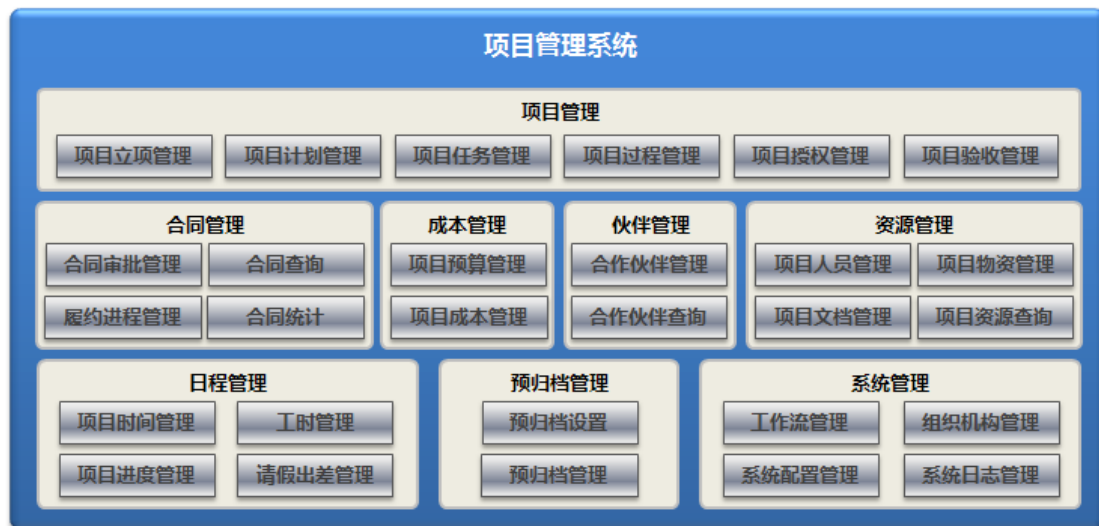 项目管理系统
项目管理
项目立项管理 项目计划管理 项目任务管理 项目过程管理 项目授权管理 项目验收管理
合同管理 成本管理 伙伴管理 资源管理
合同审批管理 合同查询 项目预算管理 合作伙伴管理 项目人员管理 项目物资管理
履约进程管理 合同统计 项目成本管理 合作伙伴查询 项目文档管理 项目资源查询
日程管理 预归档管理 系统管理
项目时间管理 工时管理 预归档设置 工作流管理 组织机构管理
项目进度管理 请假出差管理 预归档管理 系统配置管理 系统日志管理